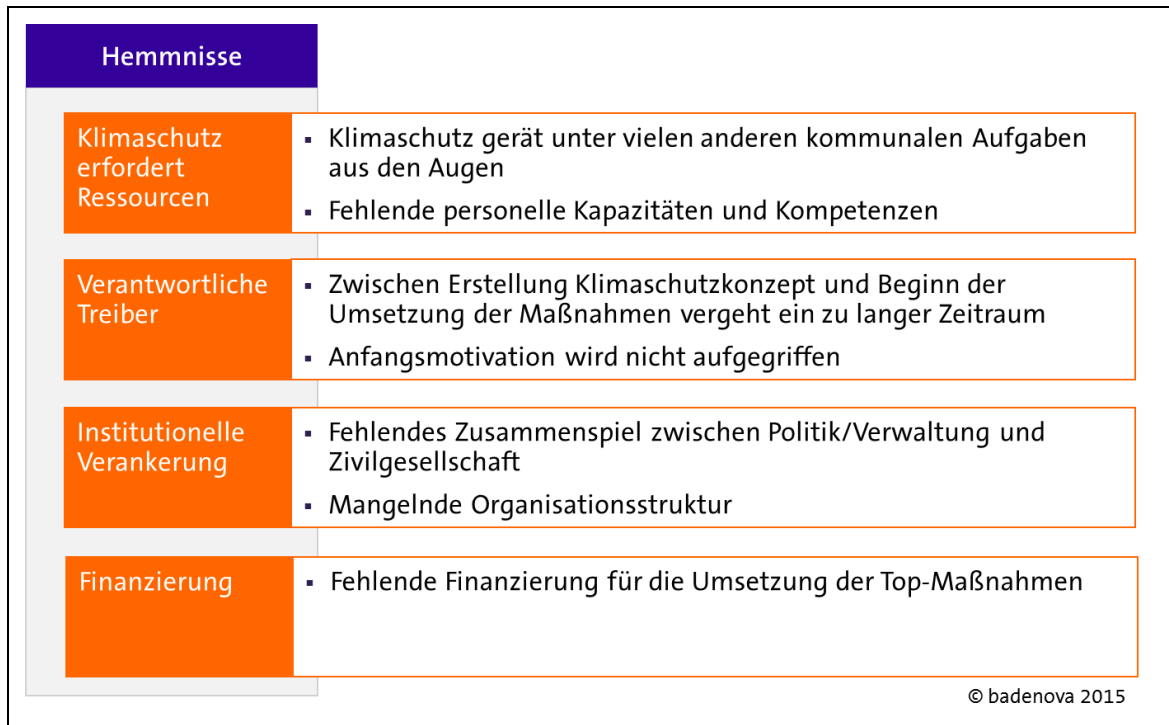 Hemmnisse
Klimaschutz
erfordert
Ressourcen
▪ Klimaschutz gerät unter vielen anderen kommunalen Aufgaben
aus den Augen
▪ Fehlende personelle Kapazitäten und Kompetenzen
Verantwortliche
Treiber
▪ Zwischen Erstellung Klimaschutzkonzept und Beginn der
Umsetzung der Maßnahmen vergeht ein zu langer Zeitraum
▪ Anfangsmotivation wird nicht aufgegriffen
Institutionelle
Verankerung
▪ Fehlendes Zusammenspiel zwischen Politik/Verwaltung und
Zivilgesellschaft
▪ Mangelnde Organisationsstruktur
Finanzierung
▪ Fehlende Finanzierung für die Umsetzung der Top-Maßnahmen
© badenova 2015